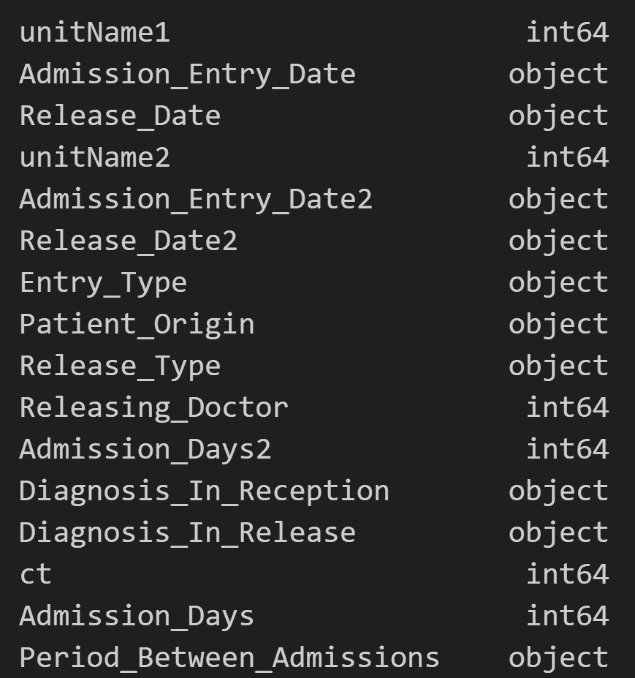 unitName1 int64
Admission_Entry_Date object
Release_Date object
unitName2 int64
Admission_Entry_Date2 object
Release_Date2 object
Entry_Type object
Patient_Origin object
Release_Type object
Releasing_Doctor int64
Admission_Days2 int64
Diagnosis_In_Reception object
Diagnosis_In_Release object
ct int64
Admission_Days int64
Period_Between_Admissions object